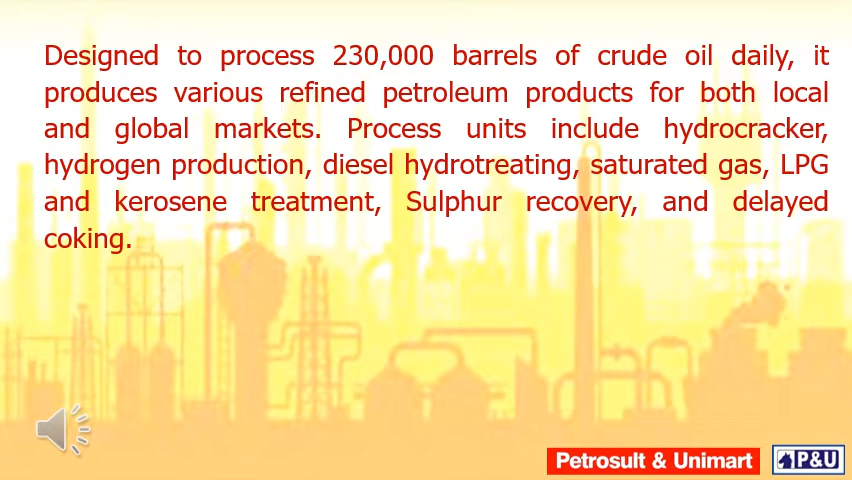 Designed to process 230,000 barrels of crude oil daily, it
produces various refined petroleum products for both local
and global markets. Process units include hydrocracker,
hydrogen production, diesel hydrotreating, saturated gas, LPG
and kerosene treatment, Sulphur recovery, and delayed
coking.
Petrosult & Unimart
P&U